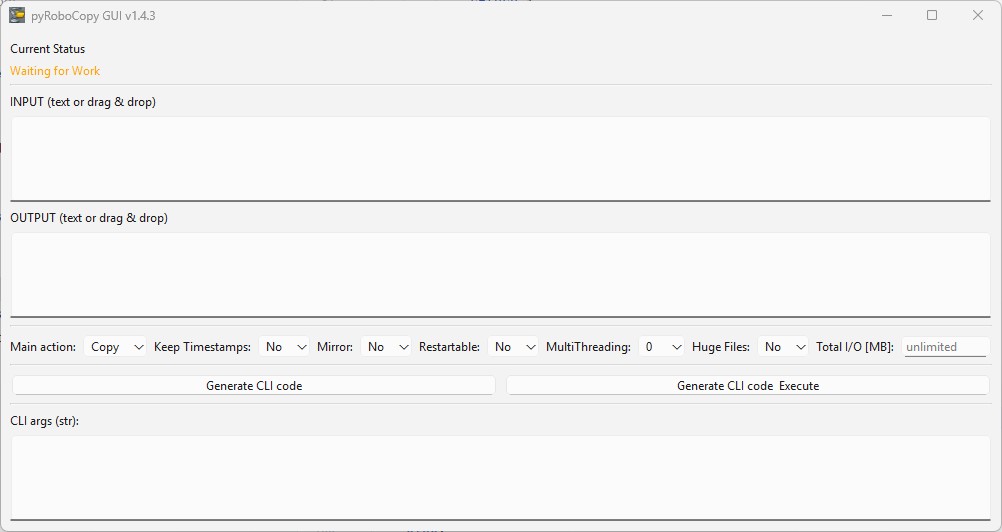 pyRoboCopy GUI v1.4.3
Current Status
Waiting for Work
INPUT (text or drag & drop)
OUTPUT (text or drag & drop)
Main action: Copy Keep Timestamps: No Mirror: No Restartable: No MultiThreading: 0 Huge Files: No Total I/O [MB]: unlimited
Generate CLI code Generate CLI code Execute
CLI args (str):